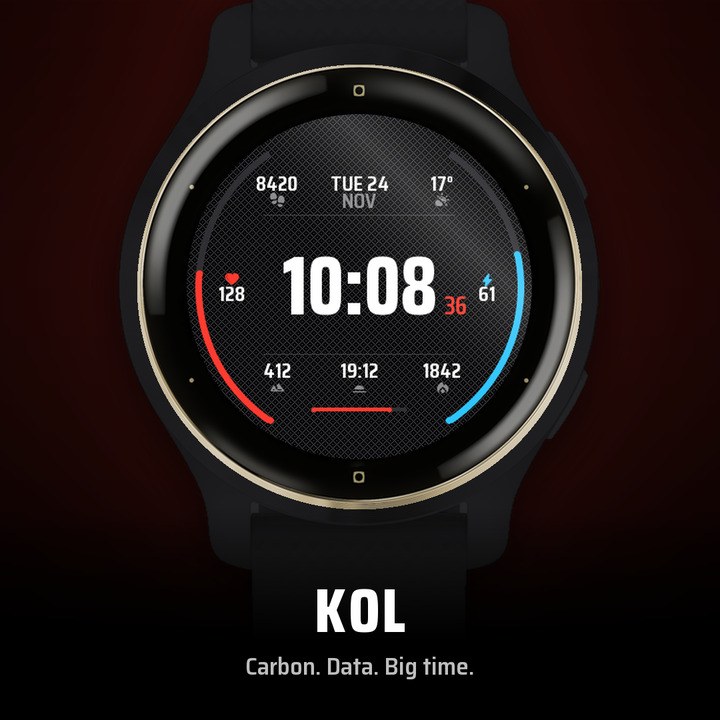 8420 TUE 24 17°
NOV
128 10:08 36 61
412 19:12 1842
KOL
Carbon. Data. Big time.